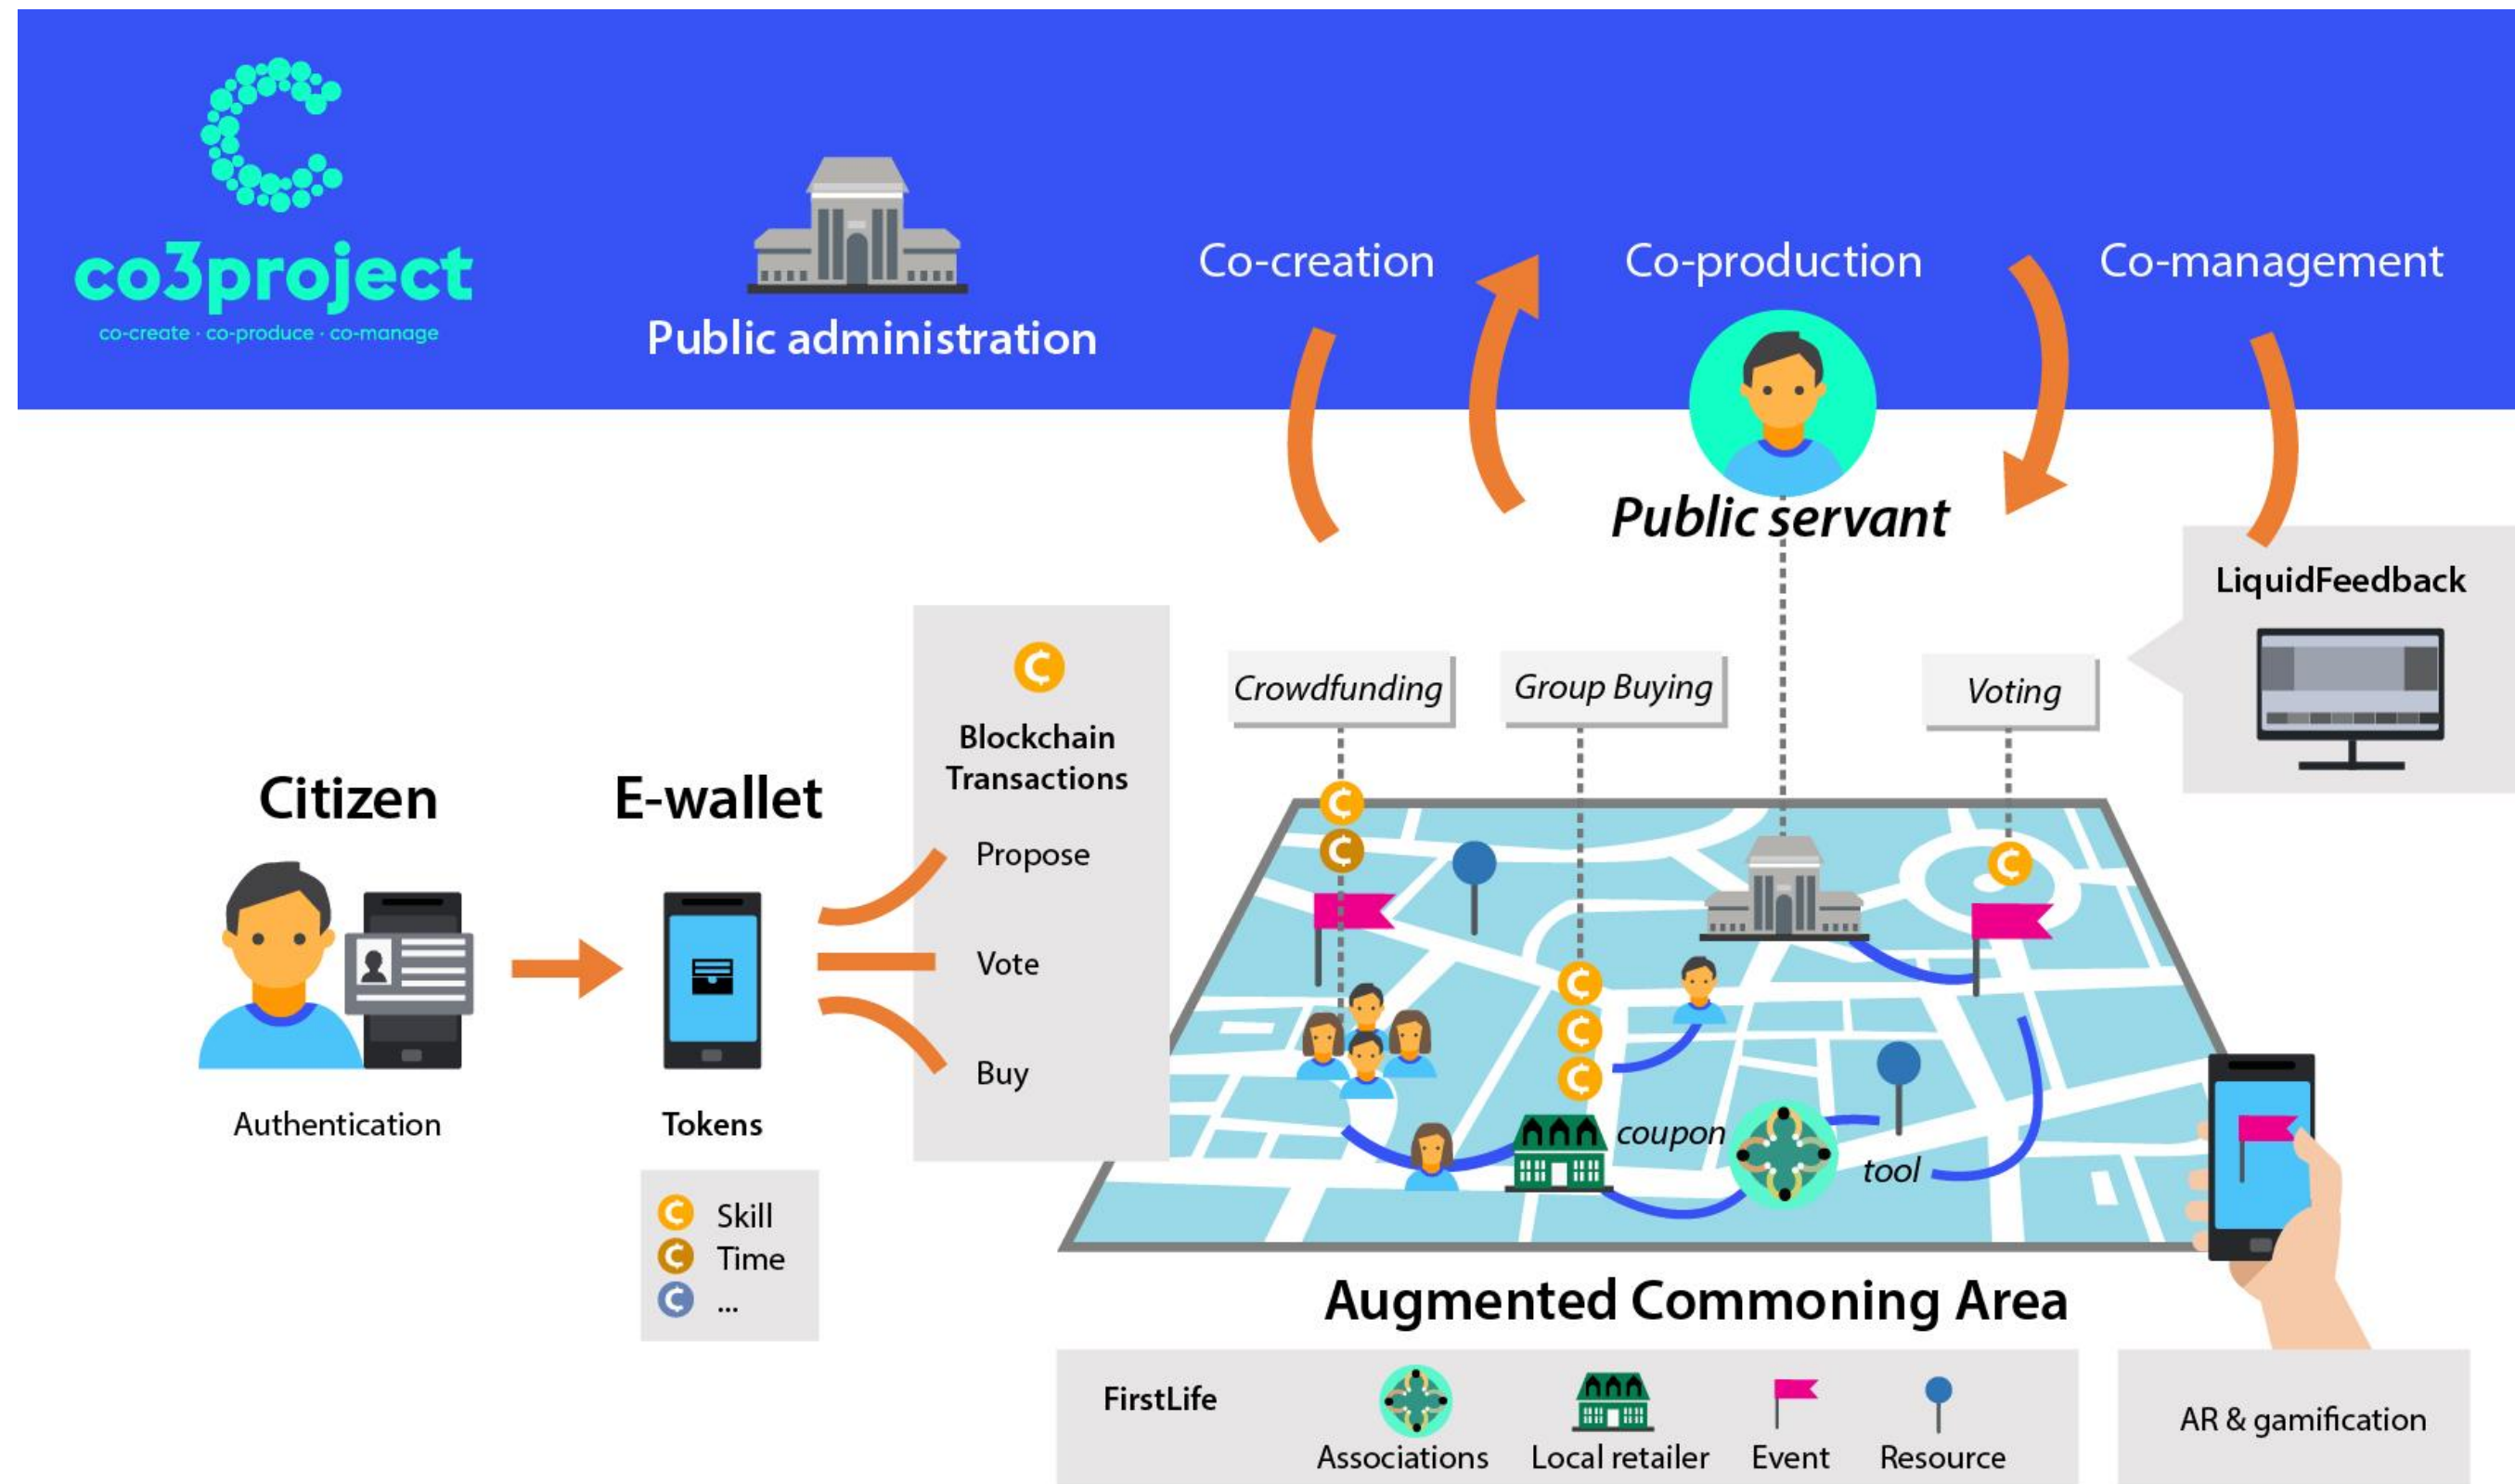 co3project
co-create · co-produce · co-manage
Public administration
Co-creation
Co-production
Co-management
Public servant
LiquidFeedback
Crowdfunding
Group Buying
Voting
Blockchain
Transactions
Propose
Vote
Buy
Citizen
E-wallet
Authentication
Tokens
Skill
Time
...
coupon
tool
Augmented Commoning Area
FirstLife
Associations
Local retailer
Event
Resource
AR & gamification